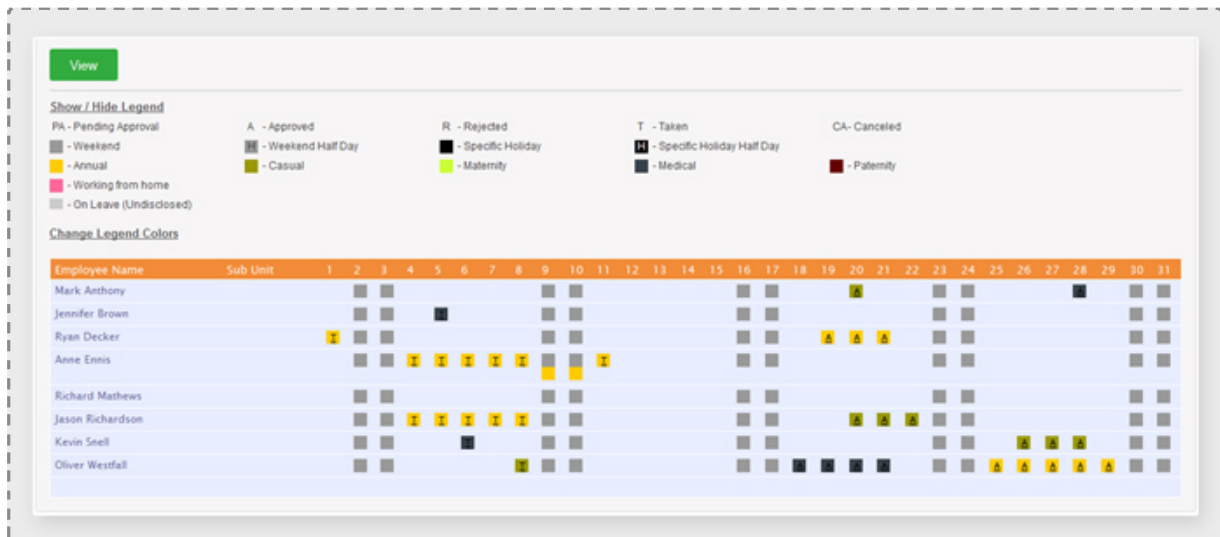 View
Show / Hide Legend
PA - Pending Approval A - Approved R - Rejected T - Taken CA- Canceled
- Weekend H - Weekend Half Day - Specific Holiday H - Specific Holiday Half Day
- Annual - Casual - Maternity - Medical - Paternity
- Working from home
- On Leave (Undisclosed)
Change Legend Colors
Employee Name Sub Unit 1 2 3 4 5 6 7 8 9 10 11 12 13 14 15 16 17 18 19 20 21 22 23 24 25 26 27 28 29 30 31
Mark Anthony A A
Jennifer Brown T
Ryan Decker T A A A
Anne Ennis T T T T T T
Richard Mathews
Jason Richardson T T T T T A A A
Kevin Snell T A A A
Oliver Westfall T A A A A A A A A A